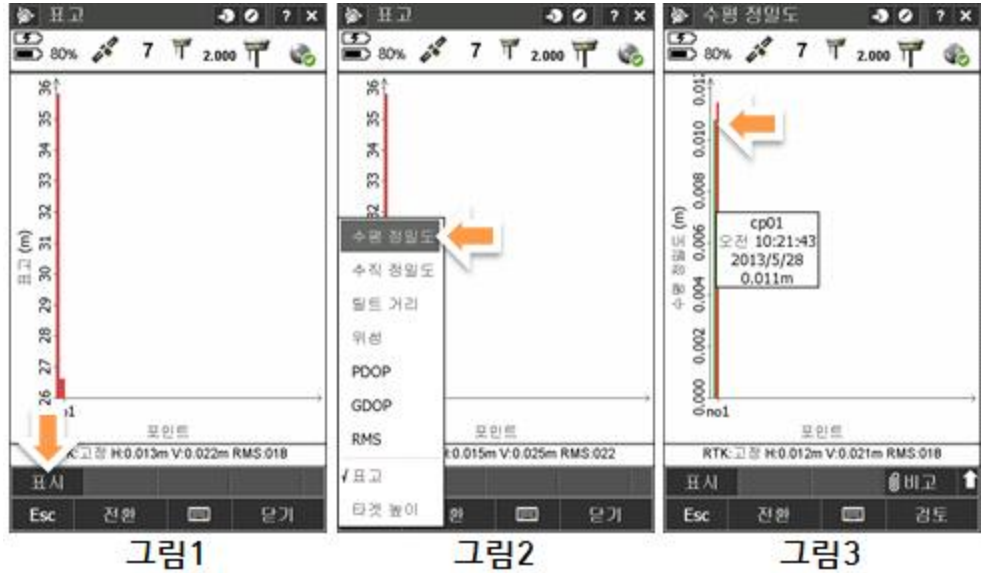 표고
? ×
80%
7
2.000
36
35
34
33
32
31
30
29
28
27
26
표고 (m)
포인트
고정 H:0.013m V:0.022m RMS:018
표시
Esc
전환
닫기
그림1
표고
? ×
80%
7
2.000
36
35
34
33
32
수평 정밀도
수직 정밀도
틸트 거리
위성
PDOP
GDOP
RMS
√표고
타겟 높이
포인트
H:0.015m V:0.025m RMS:022
환
닫기
그림2
수평 정밀도
? ×
80%
7
2.000
0.010
0.008
0.006
0.004
0.002
0.000
수평 정밀도 (m)
cp01
오전 10:21:43
2013/5/28
0.011m
no1
포인트
RTK:고정 H:0.012m V:0.021m RMS:018
표시
비고
Esc
전환
검토
그림3